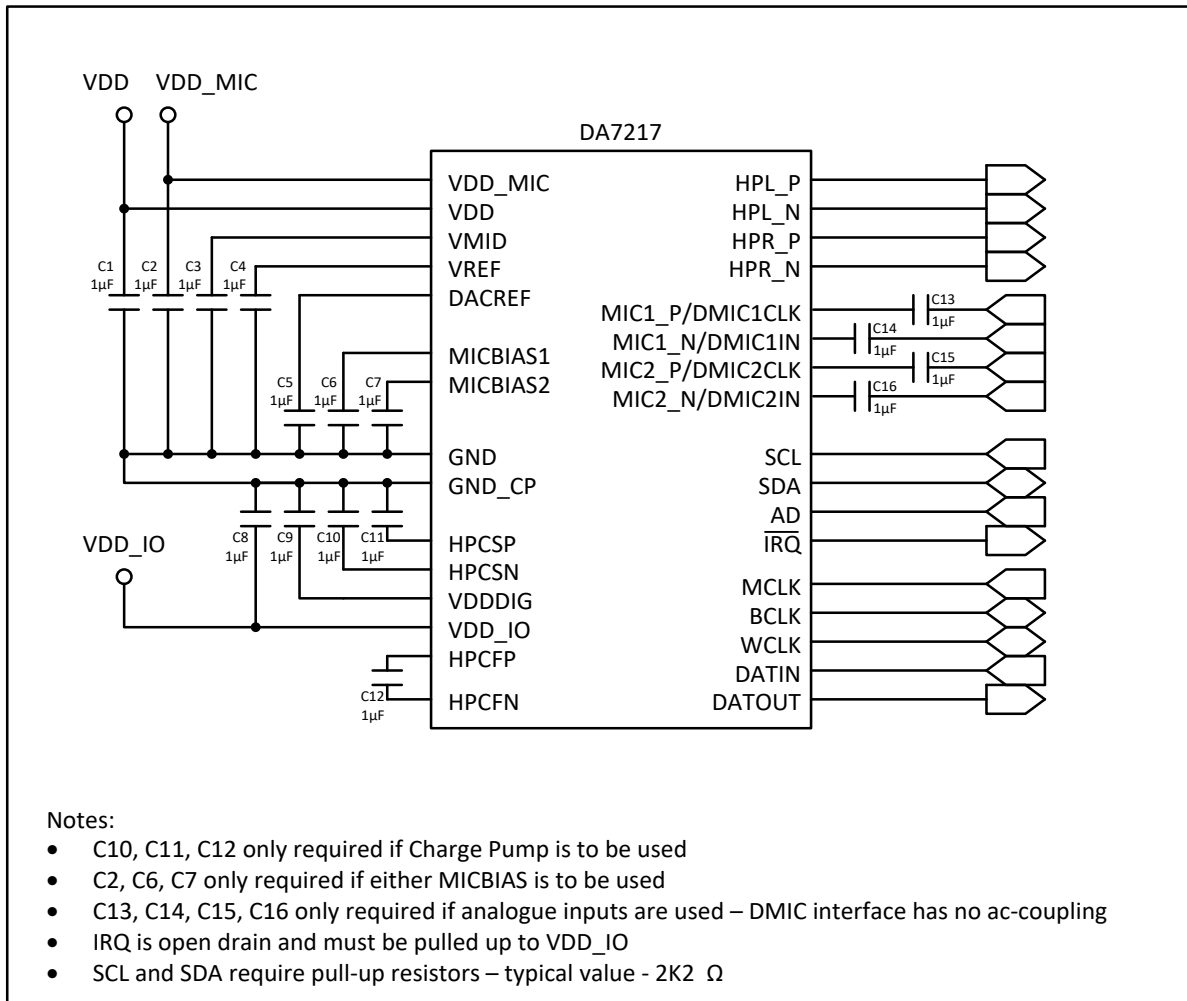 VDD VDD_MIC
DA7217
VDD_MIC
VDD
VMID
VREF
DACREF
MICBIAS1
MICBIAS2
GND
GND_CP
HPCSP
HPCSN
VDDDIG
VDD_IO
HPCFP
HPCFN
HPL_P
HPL_N
HPR_P
HPR_N
MIC1_P/DMIC1CLK
MIC1_N/DMIC1IN
MIC2_P/DMIC2CLK
MIC2_N/DMIC2IN
SCL
SDA
AD
IRQ
MCLK
BCLK
WCLK
DATIN
DATOUT
C1 C2 C3 C4
1µF 1µF 1µF 1µF
C5 C6 C7
1µF 1µF 1µF
C8 C9 C10 C11
1µF 1µF 1µF 1µF
VDD_IO
C12
1µF
C13
1µF
C14
1µF
C15
1µF
C16
1µF
Notes:
• C10, C11, C12 only required if Charge Pump is to be used
• C2, C6, C7 only required if either MICBIAS is to be used
• C13, C14, C15, C16 only required if analogue inputs are used – DMIC interface has no ac-coupling
• IRQ is open drain and must be pulled up to VDD_IO
• SCL and SDA require pull-up resistors – typical value - 2K2 Ω